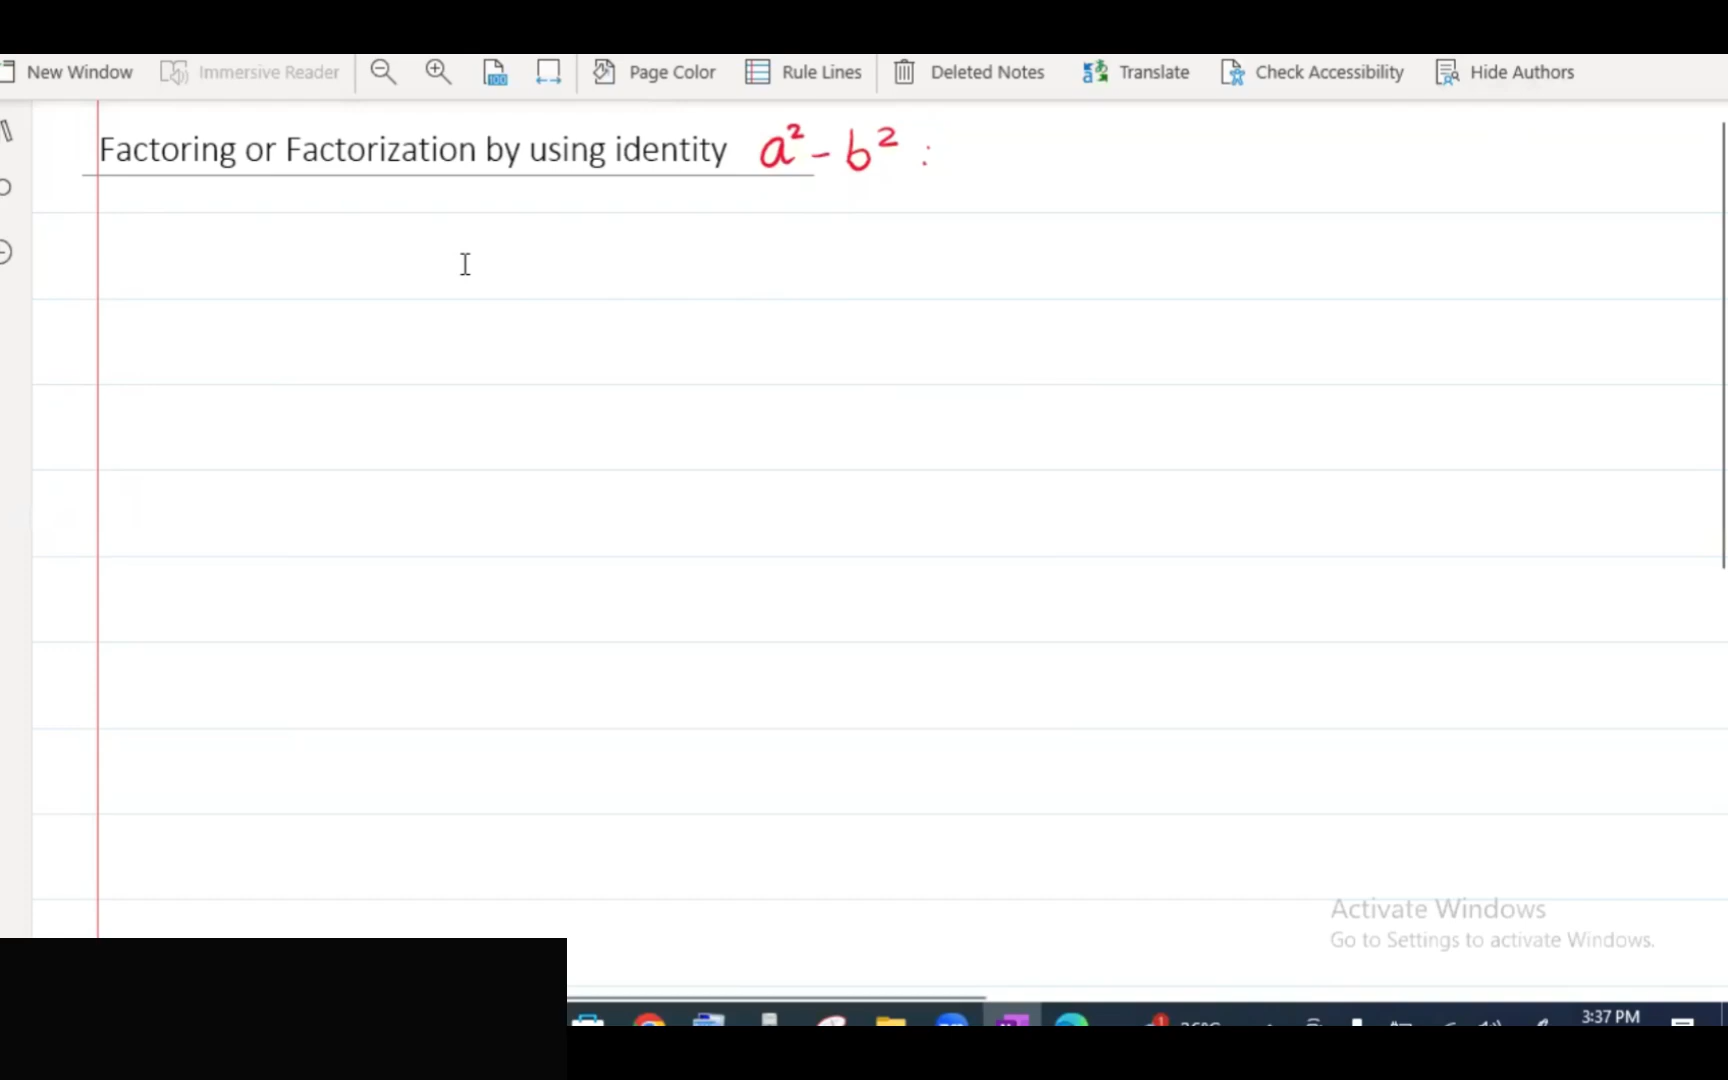 New Window Immersive Reader Page Color Rule Lines Deleted Notes Translate Check Accessibility Hide Authors
Factoring or Factorization by using identity a² - b² :
Activate Windows
Go to Settings to activate Windows.
3:37 PM